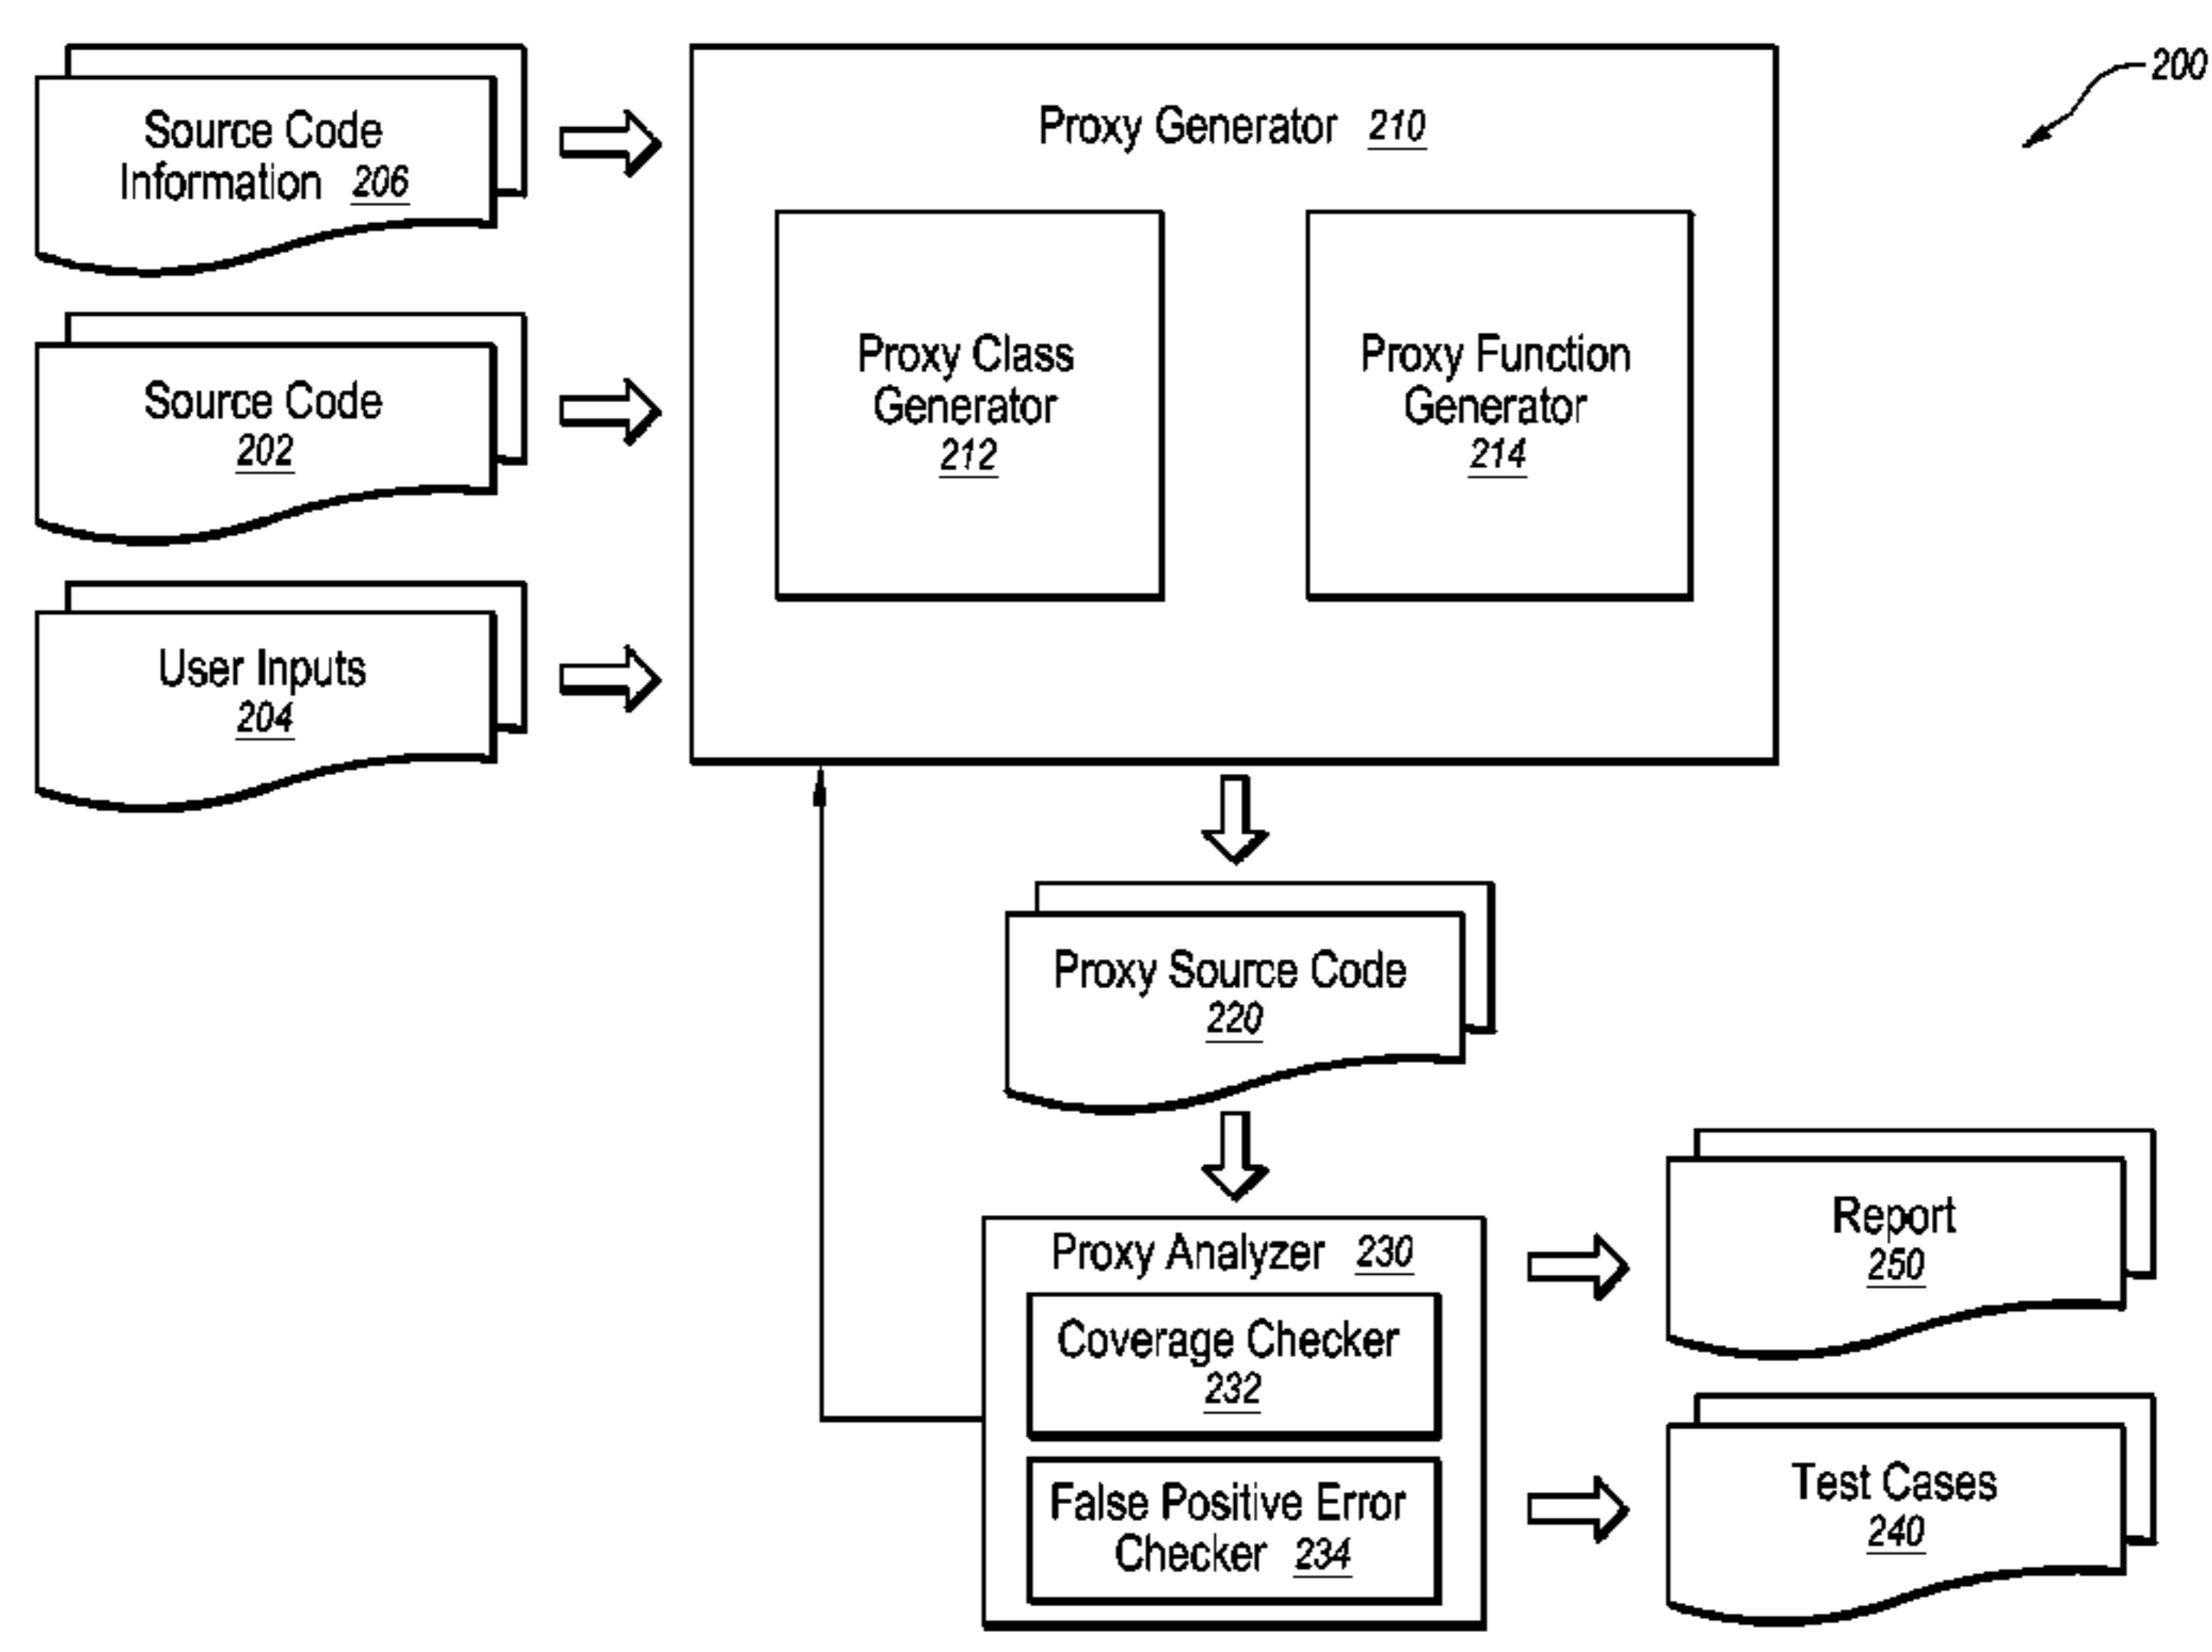 200
Source Code
Information 206
Source Code
202
User Inputs
204
Proxy Generator 210
Proxy Class
Generator
212
Proxy Function
Generator
214
Proxy Source Code
220
Proxy Analyzer 230
Coverage Checker
232
False Positive Error
Checker 234
Report
250
Test Cases
240